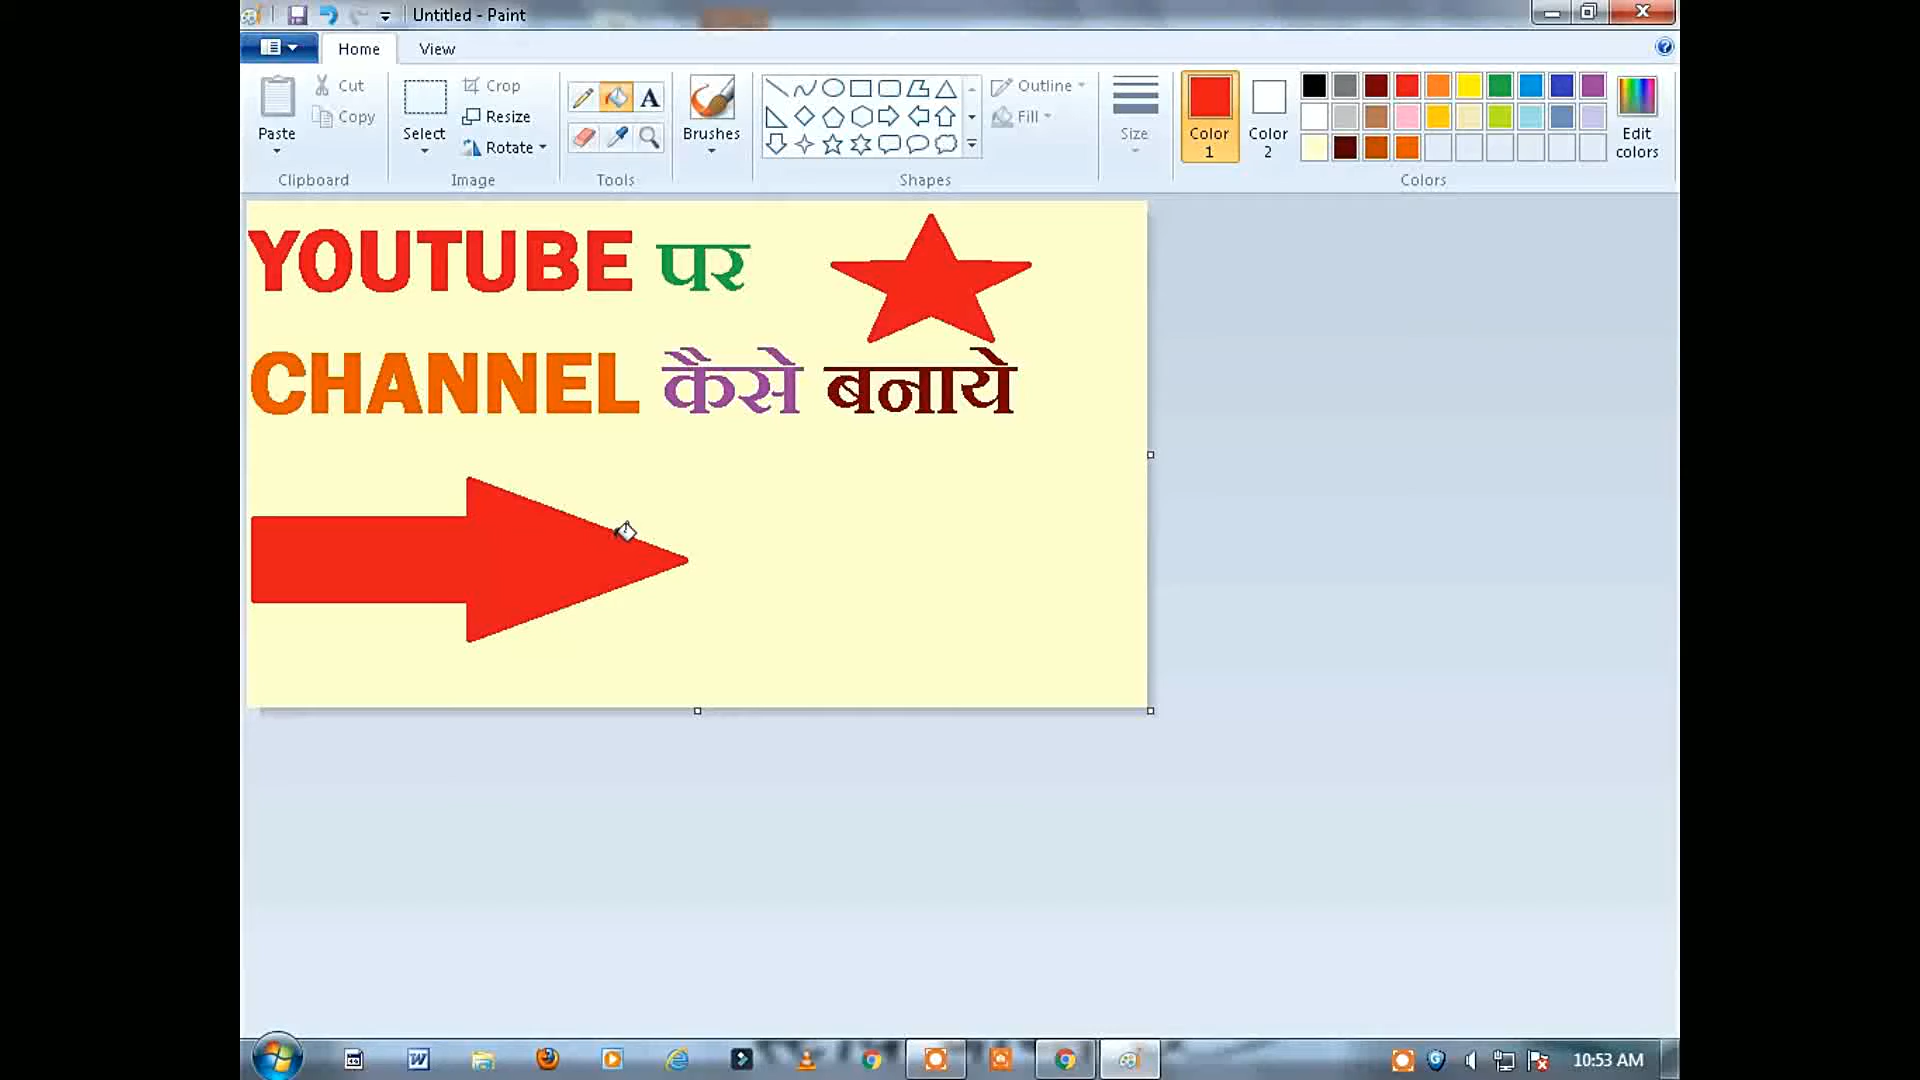 Untitled - Paint
Home View
Paste
Cut
Copy
Clipboard
Select
Crop
Resize
Rotate
Image
A
Tools
Brushes
Shapes
Outline
Fill
Size
Color 1
Color 2
Edit colors
Colors
YOUTUBE पर
CHANNEL कैसे बनाये
10:53 AM